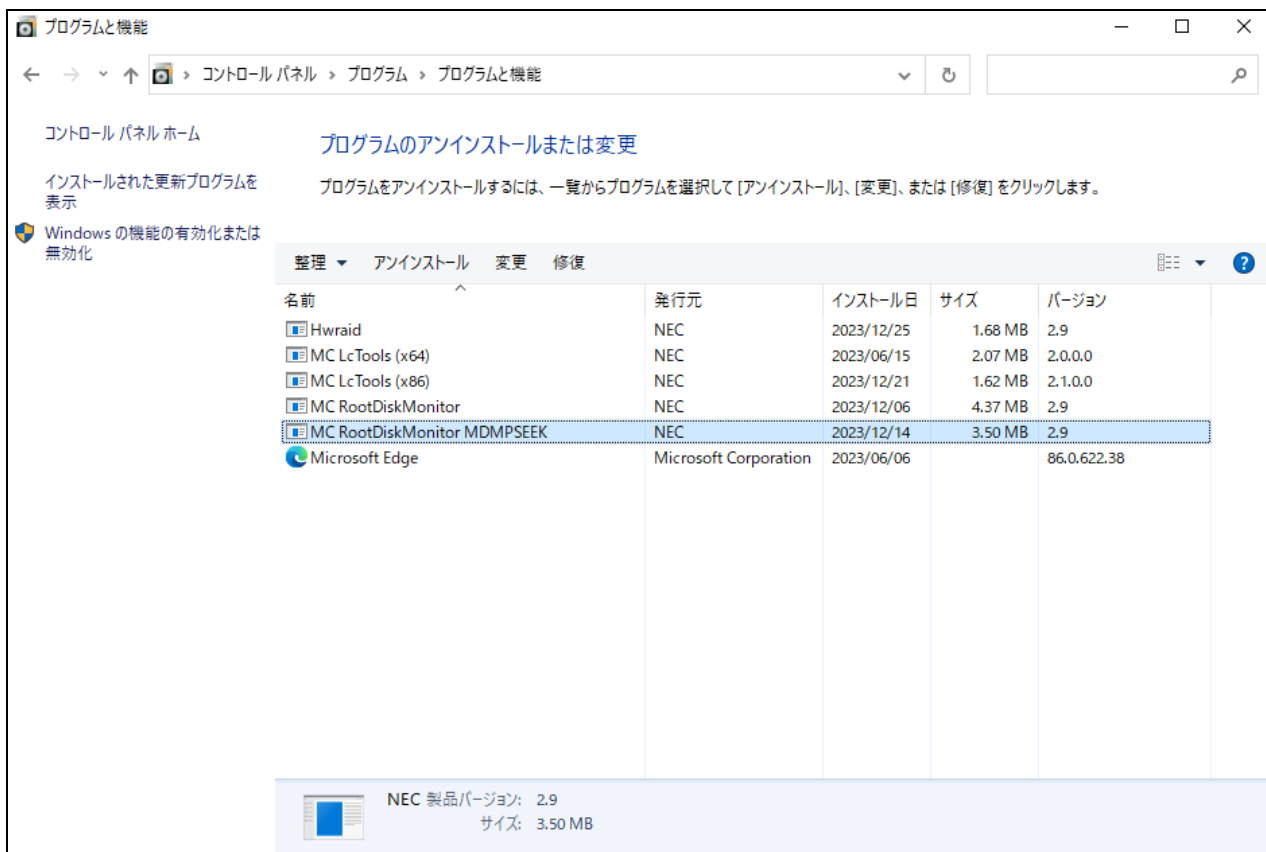 プログラムと機能
コントロール パネル › プログラム › プログラムと機能
コントロール パネル ホーム
インストールされた更新プログラムを
表示
Windows の機能の有効化または
無効化
プログラムのアンインストールまたは変更
プログラムをアンインストールするには、一覧からプログラムを選択して [アンインストール]、[変更]、または [修復] をクリックします。
整理 アンインストール 変更 修復
名前 発行元 インストール日 サイズ バージョン
Hwraid NEC 2023/12/25 1.68 MB 2.9
MC LcTools (x64) NEC 2023/06/15 2.07 MB 2.0.0.0
MC LcTools (x86) NEC 2023/12/21 1.62 MB 2.1.0.0
MC RootDiskMonitor NEC 2023/12/06 4.37 MB 2.9
MC RootDiskMonitor MDMPSEEK NEC 2023/12/14 3.50 MB 2.9
Microsoft Edge Microsoft Corporation 2023/06/06 86.0.622.38
NEC 製品バージョン: 2.9
サイズ: 3.50 MB